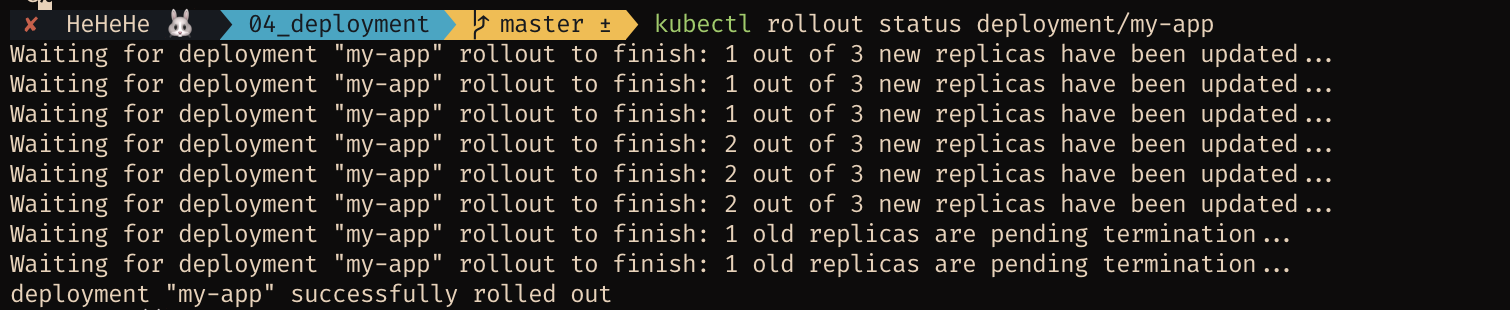 ✘ HeHeHe 🐰 04_deployment master ± kubectl rollout status deployment/my-app
Waiting for deployment "my-app" rollout to finish: 1 out of 3 new replicas have been updated...
Waiting for deployment "my-app" rollout to finish: 1 out of 3 new replicas have been updated...
Waiting for deployment "my-app" rollout to finish: 1 out of 3 new replicas have been updated...
Waiting for deployment "my-app" rollout to finish: 2 out of 3 new replicas have been updated...
Waiting for deployment "my-app" rollout to finish: 2 out of 3 new replicas have been updated...
Waiting for deployment "my-app" rollout to finish: 2 out of 3 new replicas have been updated...
Waiting for deployment "my-app" rollout to finish: 1 old replicas are pending termination...
Waiting for deployment "my-app" rollout to finish: 1 old replicas are pending termination...
deployment "my-app" successfully rolled out